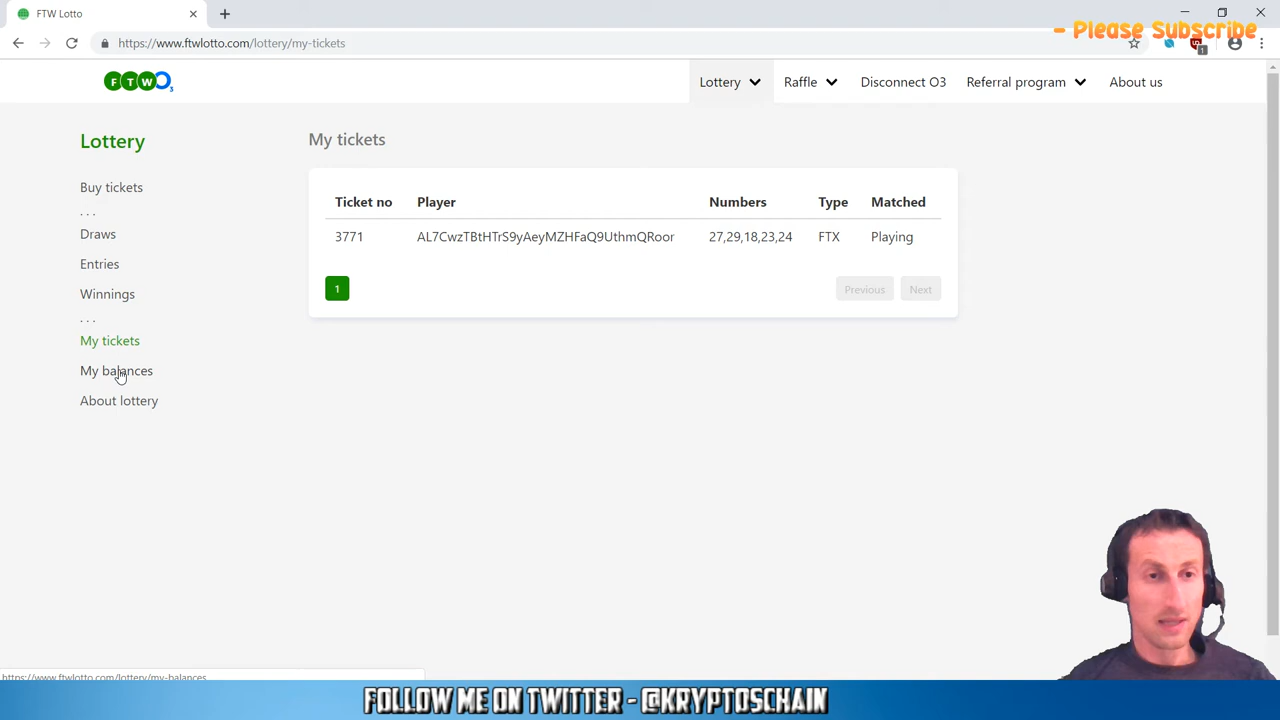 FTW Lotto
https://www.ftwlotto.com/lottery/my-tickets
- Please Subscribe
FTWO3
Lottery
Raffle
Disconnect O3
Referral program
About us
Lottery
Buy tickets
...
Draws
Entries
Winnings
...
My tickets
My balances
About lottery
My tickets
Ticket no Player Numbers Type Matched
3771 AL7CwzTBtHTrS9yAeyMZHFaQ9UthmQRoor 27,29,18,23,24 FTX Playing
1
Previous Next
https://www.ftwlotto.com/lottery/my-balances
FOLLOW ME ON TWITTER - @KRYPTOSCHAIN